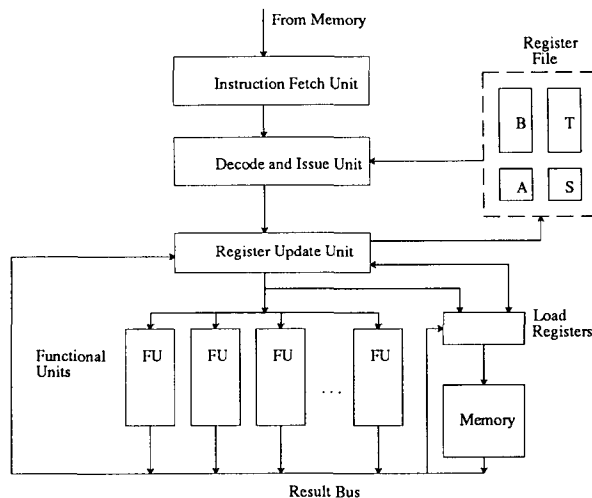 From Memory
Register
File
Instruction Fetch Unit
B
T
Decode and Issue Unit
A
S
Register Update Unit
Load
Registers
Functional
Units
FU
FU
FU
FU
...
Memory
Result Bus